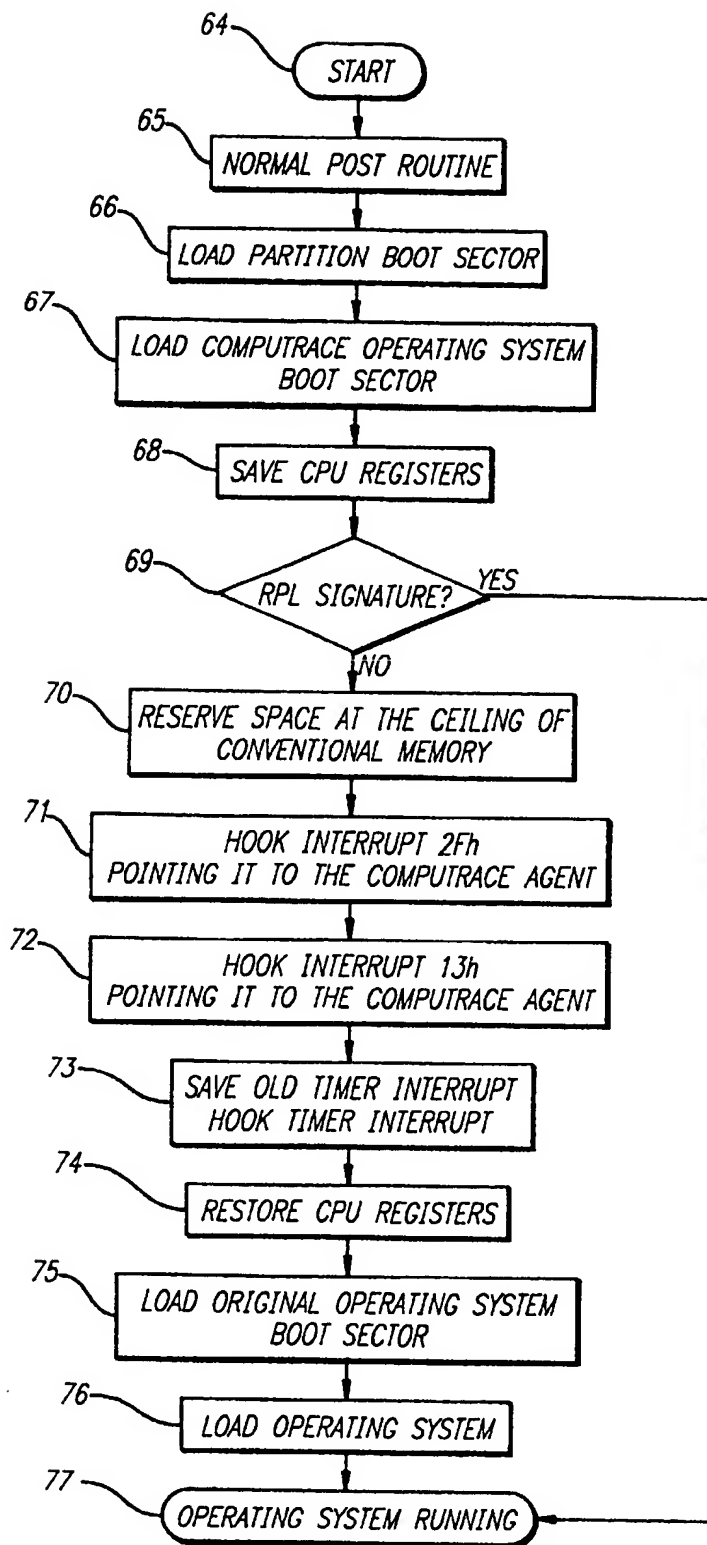 64
START
65
NORMAL POST ROUTINE
66
LOAD PARTITION BOOT SECTOR
67
LOAD COMPUTRACE OPERATING SYSTEM
BOOT SECTOR
68
SAVE CPU REGISTERS
69
RPL SIGNATURE?
YES
NO
70
RESERVE SPACE AT THE CEILING OF
CONVENTIONAL MEMORY
71
HOOK INTERRUPT 2Fh
POINTING IT TO THE COMPUTRACE AGENT
72
HOOK INTERRUPT 13h
POINTING IT TO THE COMPUTRACE AGENT
73
SAVE OLD TIMER INTERRUPT
HOOK TIMER INTERRUPT
74
RESTORE CPU REGISTERS
75
LOAD ORIGINAL OPERATING SYSTEM
BOOT SECTOR
76
LOAD OPERATING SYSTEM
77
OPERATING SYSTEM RUNNING